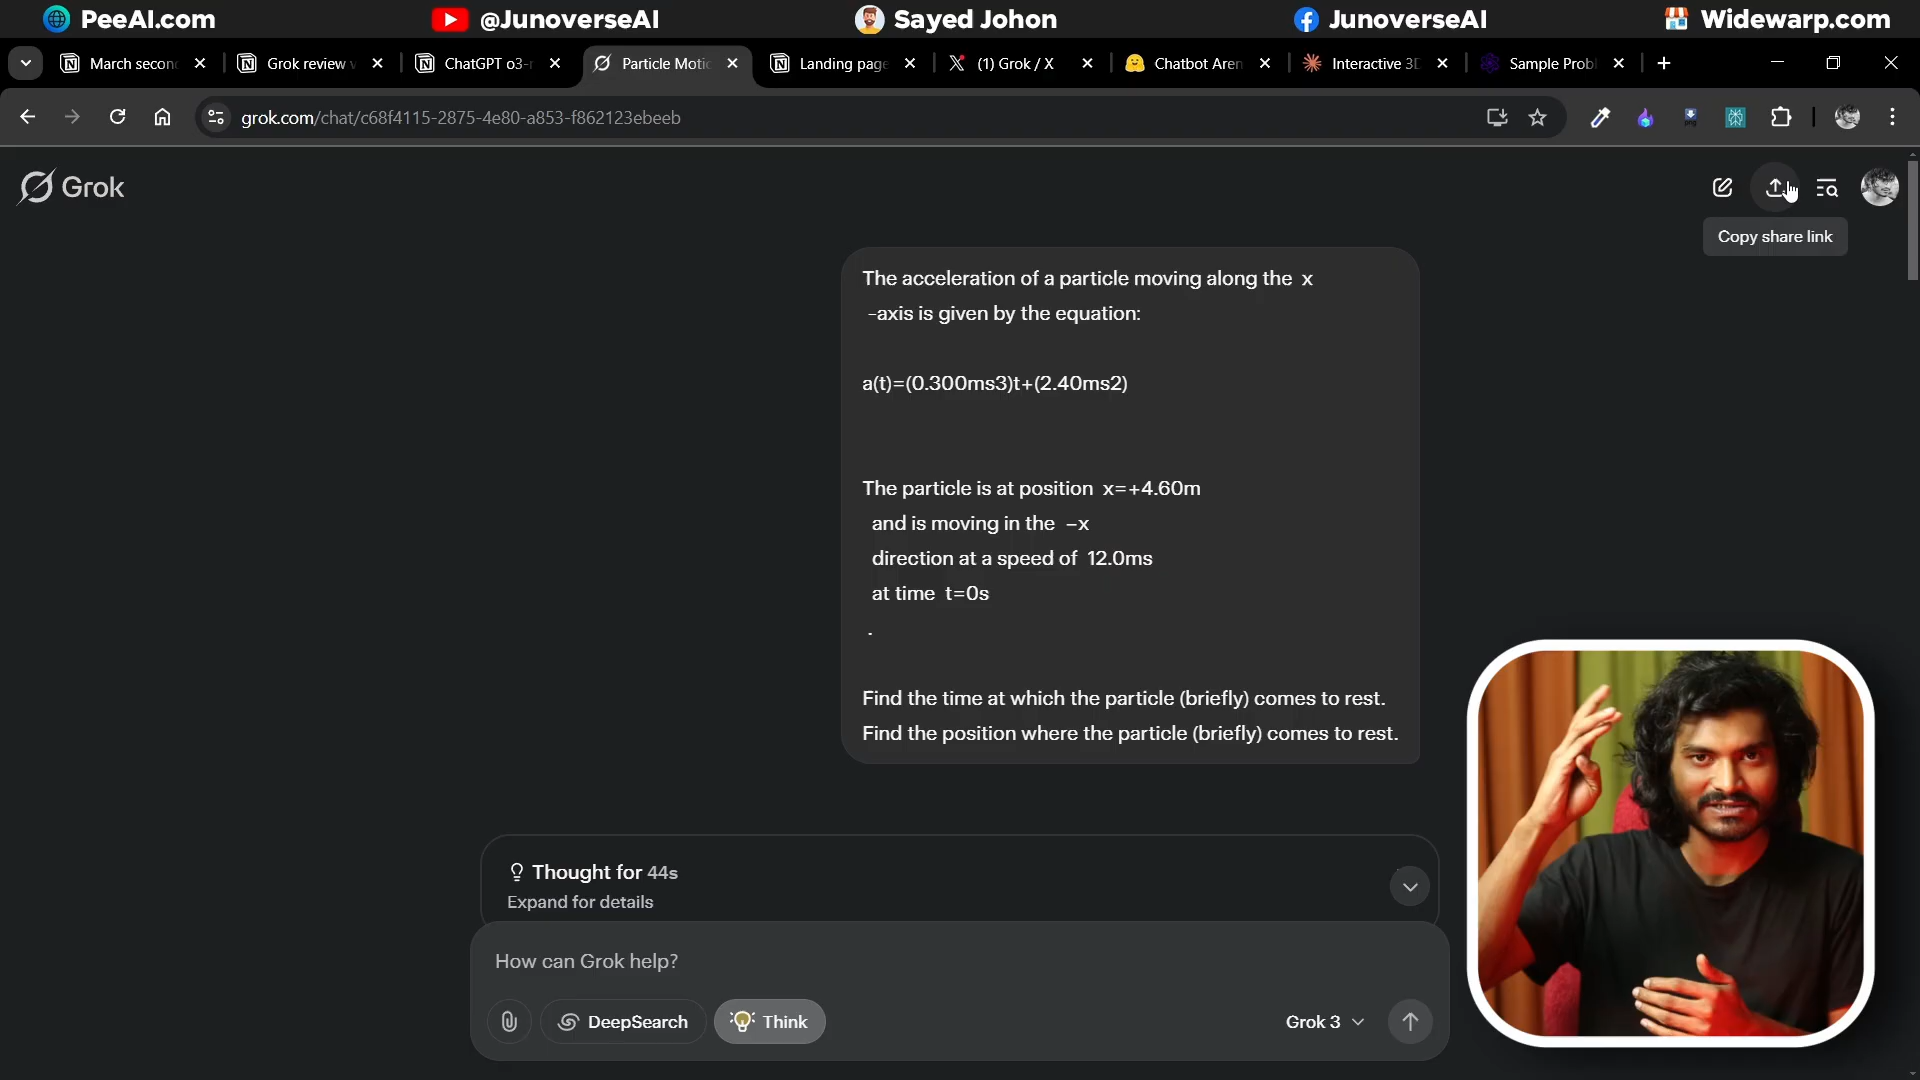 PeeAI.com
@JunoverseAI
Sayed Johon
JunoverseAI
Widewarp.com
March secon
Grok review v
ChatGPT o3-
Particle Motic
Landing page
(1) Grok / X
Chatbot Aren
Interactive 3D
Sample Prob
grok.com/chat/c68f4115-2875-4e80-a853-f862123ebeeb
Grok
Copy share link
The acceleration of a particle moving along the x
-axis is given by the equation:
a(t)=(0.300ms3)t+(2.40ms2)
The particle is at position x=+4.60m
and is moving in the −x
direction at a speed of 12.0ms
at time t=0s
.
Find the time at which the particle (briefly) comes to rest.
Find the position where the particle (briefly) comes to rest.
Thought for 44s
Expand for details
How can Grok help?
DeepSearch
Think
Grok 3